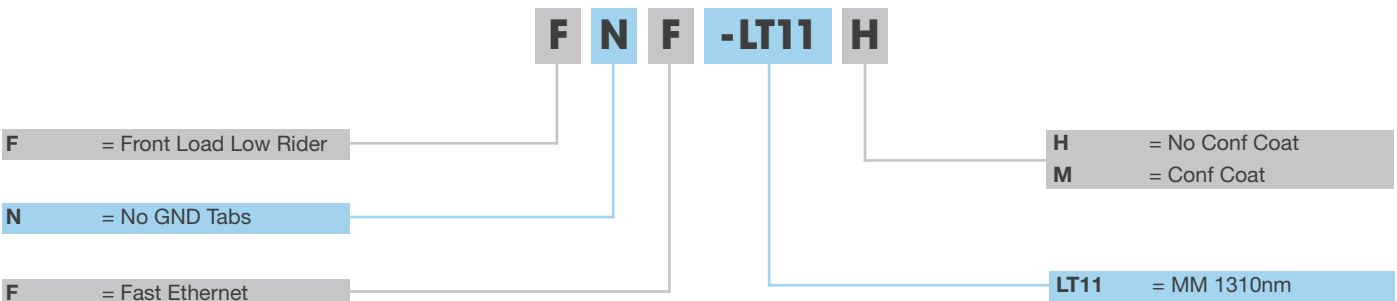 F N F -LT11 H
F = Front Load Low Rider
N = No GND Tabs
F = Fast Ethernet
H = No Conf Coat
M = Conf Coat
LT11 = MM 1310nm